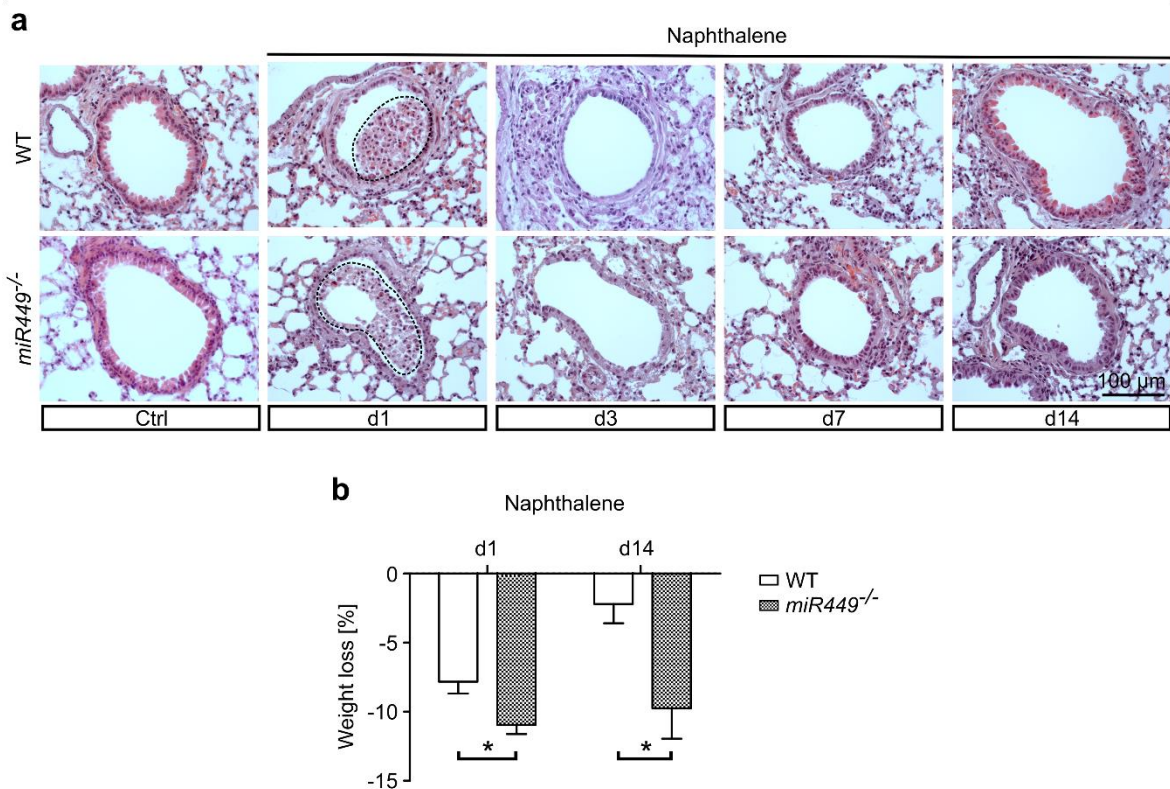 a
Naphthalene
WT
miR449-/-
Ctrl
d1
d3
d7
d14
100 µm
b
Naphthalene
d1
d14
0
-5
-10
-15
Weight loss [%]
* *
WT
miR449-/-